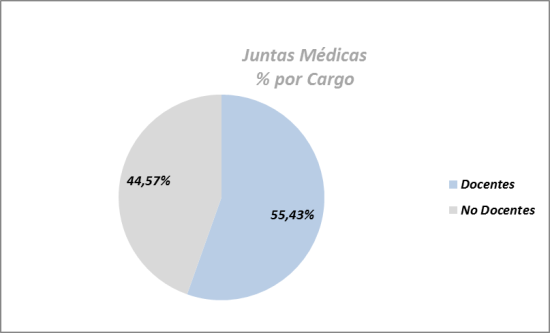 Juntas Médicas
% por Cargo
44,57%
55,43%
Docentes
No Docentes